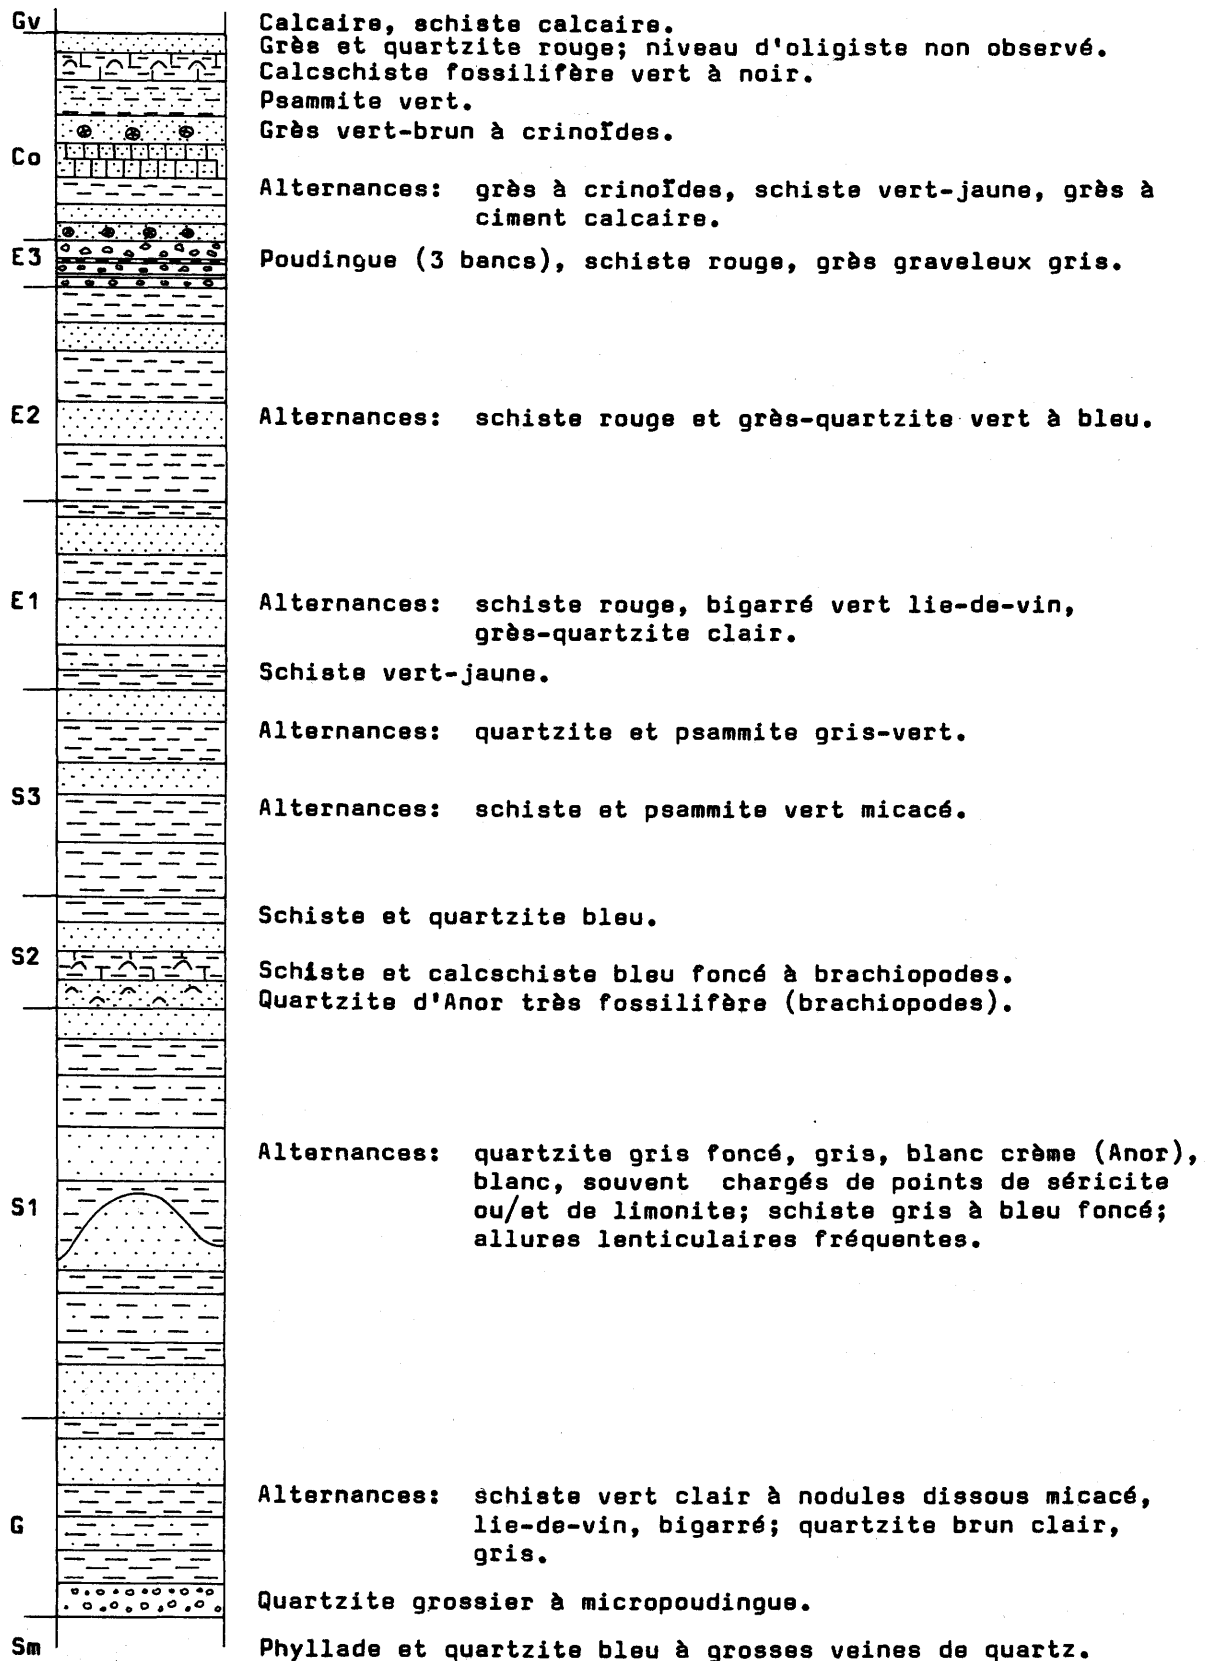 Gv Calcaire, schiste calcaire.
Grès et quartzite rouge; niveau d'oligiste non observé.
Calcschiste fossilifère vert à noir.
Psammite vert.
Grès vert-brun à crinoïdes.
Co
Alternances: grès à crinoïdes, schiste vert-jaune, grès à
ciment calcaire.
E3 Poudingue (3 bancs), schiste rouge, grès graveleux gris.
E2 Alternances: schiste rouge et grès-quartzite vert à bleu.
E1 Alternances: schiste rouge, bigarré vert lie-de-vin,
grès-quartzite clair.
Schiste vert-jaune.
Alternances: quartzite et psammite gris-vert.
S3 Alternances: schiste et psammite vert micacé.
Schiste et quartzite bleu.
S2
Schiste et calcschiste bleu foncé à brachiopodes.
Quartzite d'Anor très fossilifère (brachiopodes).
Alternances: quartzite gris foncé, gris, blanc crème (Anor),
blanc, souvent chargés de points de séricite
S1 ou/et de limonite; schiste gris à bleu foncé;
allures lenticulaires fréquentes.
Alternances: schiste vert clair à nodules dissous micacé,
G lie-de-vin, bigarré; quartzite brun clair,
gris.
Quartzite grossier à micropoudingue.
Sm Phyllade et quartzite bleu à grosses veines de quartz.